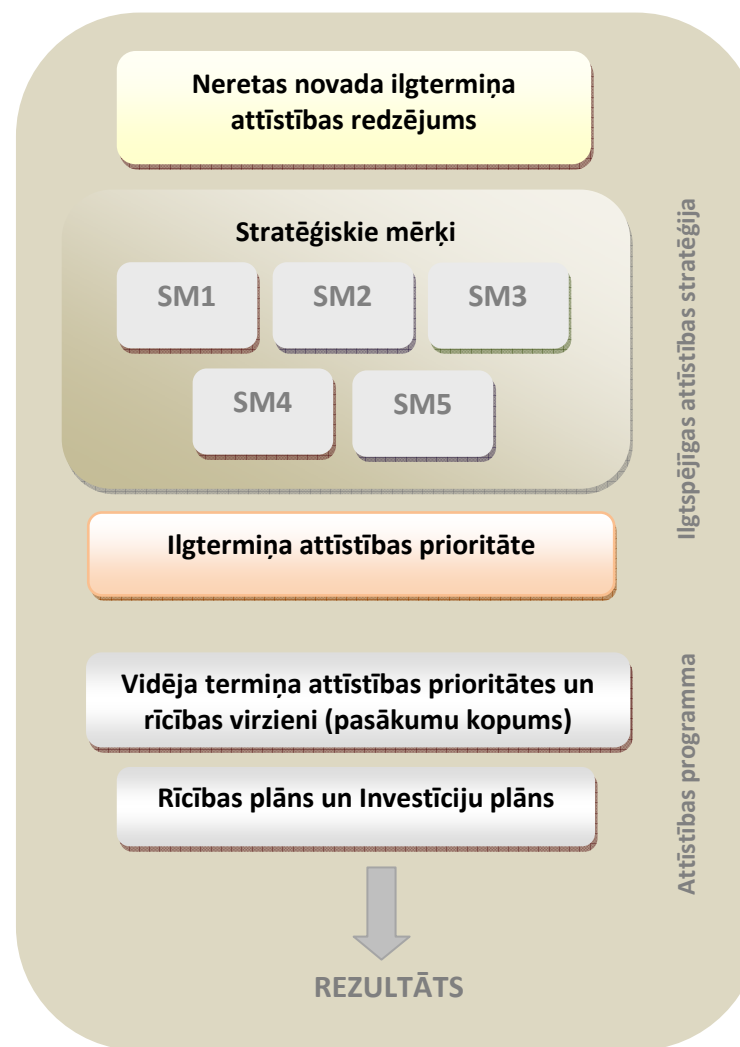 Neretas novada ilgtermiņa
attīstības redzējums
Stratēģiskie mērķi
SM1 SM2 SM3
SM4 SM5
Ilgtermiņa attīstības prioritāte
Ilgtspējīgas attīstības stratēģija
Vidēja termiņa attīstības prioritātes un
rīcības virzieni (pasākumu kopums)
Rīcības plāns un Investīciju plāns
Attīstības programma
REZULTĀTS